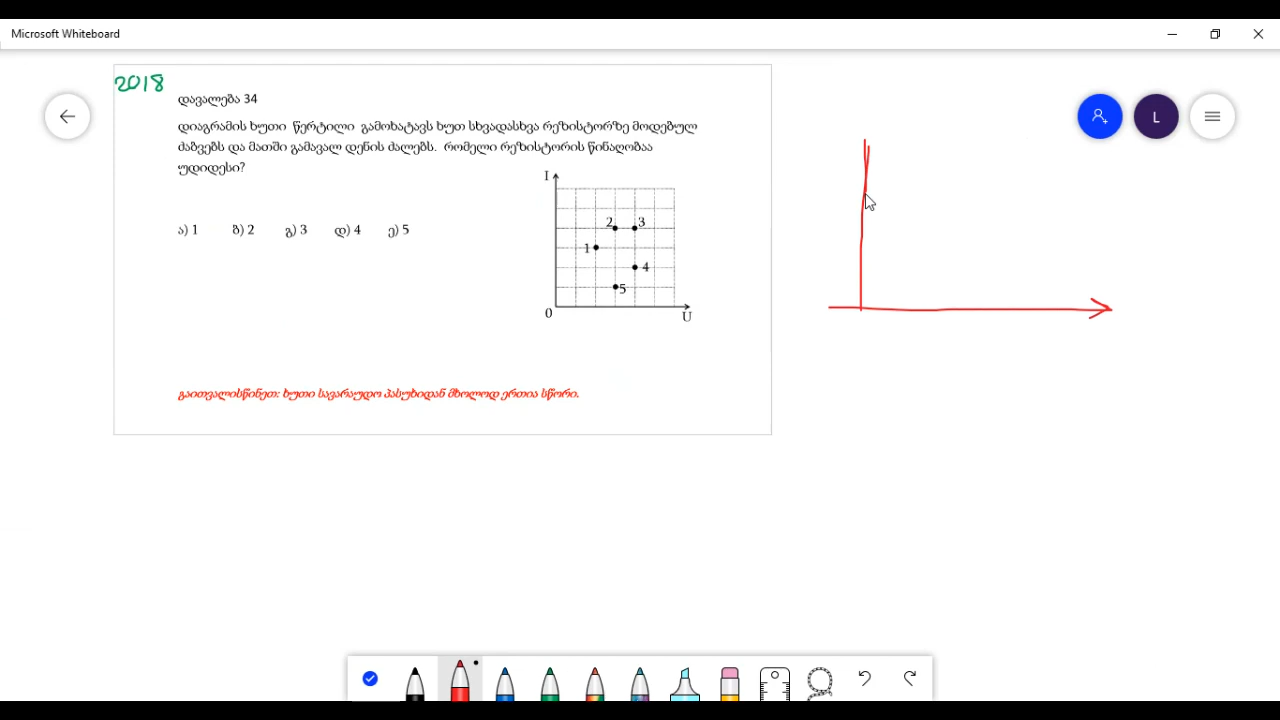 Microsoft Whiteboard
2018
დავალება 34
დიაგრამის ხუთი წერტილი გამოხატავს ხუთ სხვადასხვა რეზისტორზე მოდებულ
ძაბვებს და მათში გამავალ დენის ძალებს. რომელი რეზისტორის წინაღობაა
უდიდესი?
ა) 1 ბ) 2 გ) 3 დ) 4 ე) 5
I
2 3
1
4
5
0
U
გაითვალისწინეთ: ხუთი სავარაუდო პასუხიდან მხოლოდ ერთია სწორი.
L